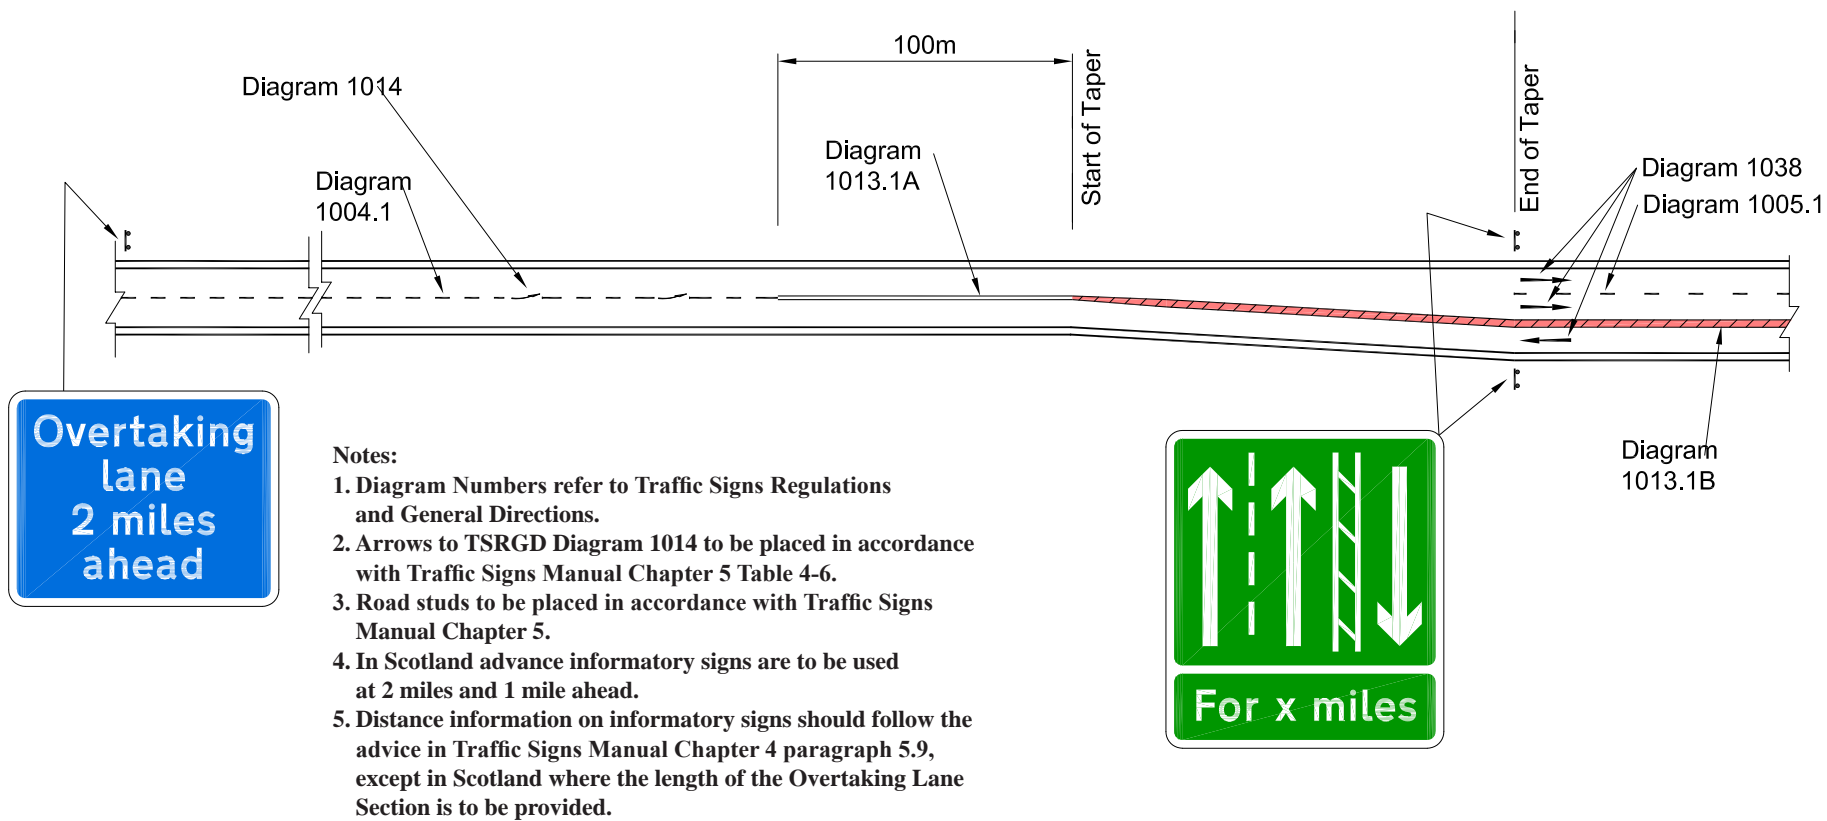 100m
Diagram 1014
Start of Taper
End of Taper
Diagram
1013.1A
Diagram 1038
Diagram
1004.1
Diagram 1005.1
Overtaking
lane
2 miles
ahead
Diagram
1013.1B
For x miles
Notes:
1. Diagram Numbers refer to Traffic Signs Regulations
and General Directions.
2. Arrows to TSRGD Diagram 1014 to be placed in accordance
with Traffic Signs Manual Chapter 5 Table 4-6.
3. Road studs to be placed in accordance with Traffic Signs
Manual Chapter 5.
4. In Scotland advance informatory signs are to be used
at 2 miles and 1 mile ahead.
5. Distance information on informatory signs should follow the
advice in Traffic Signs Manual Chapter 4 paragraph 5.9,
except in Scotland where the length of the Overtaking Lane
Section is to be provided.